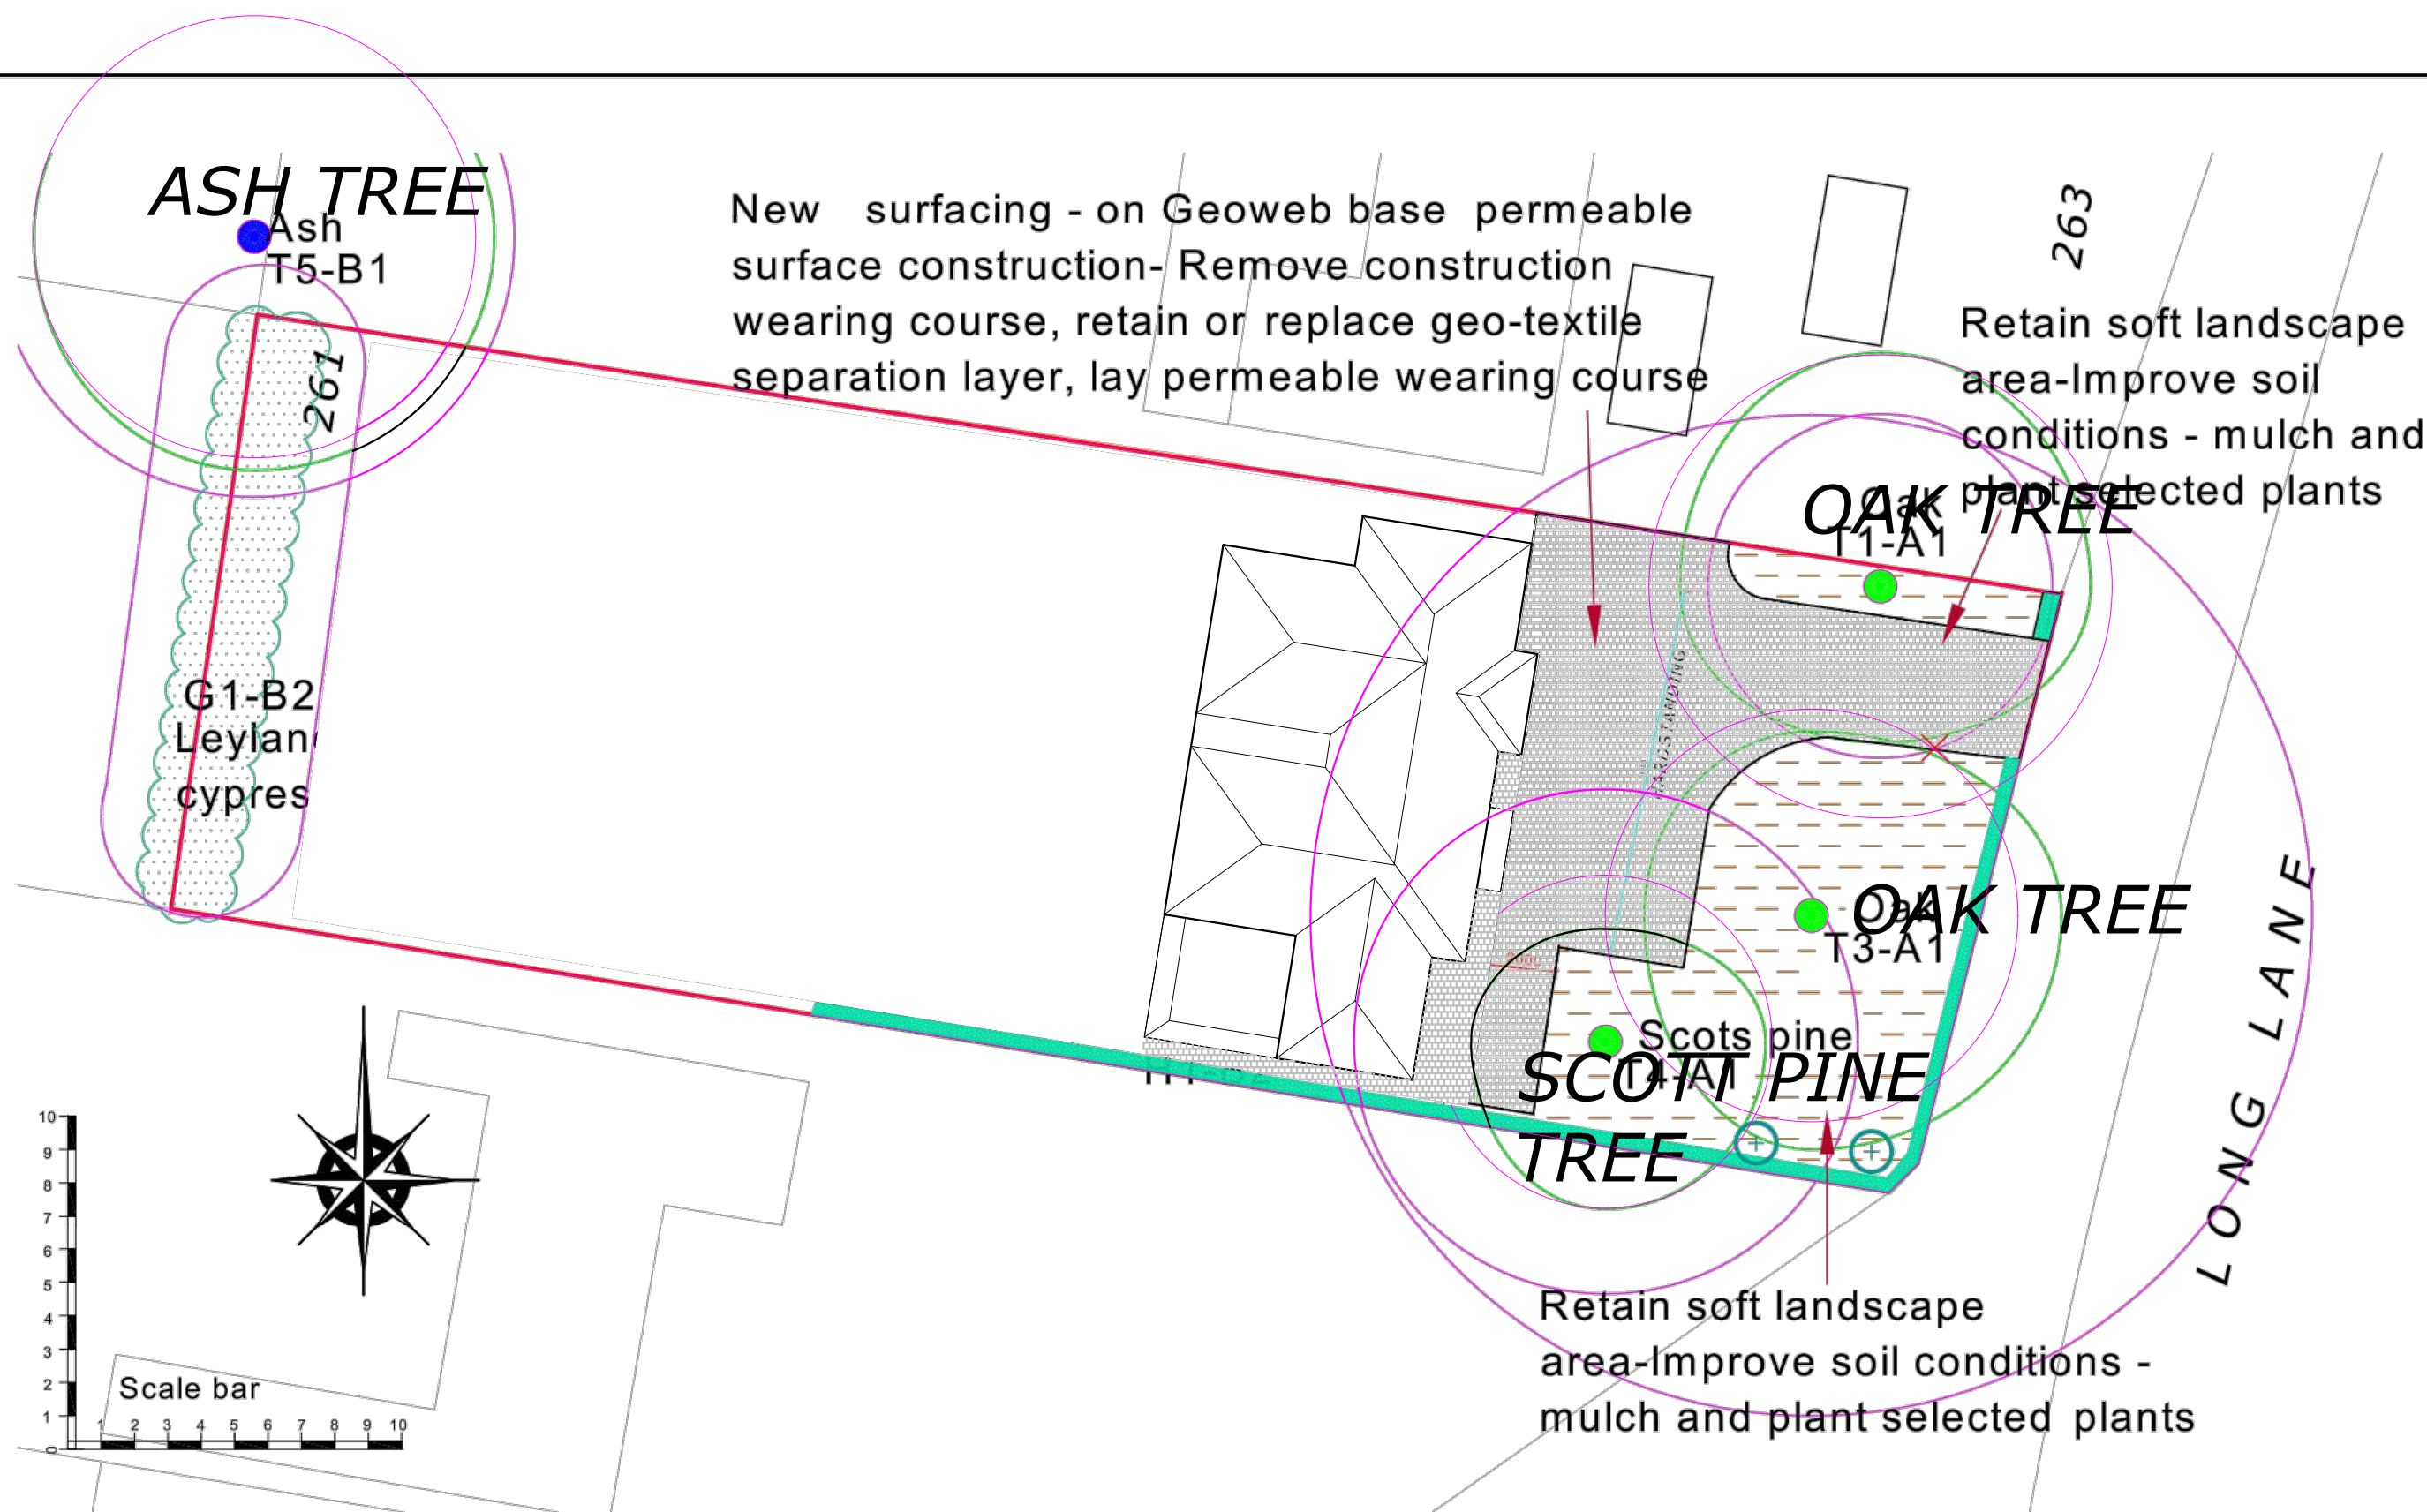 ASH TREE
Ash
T5-B1
261
New surfacing - on Geoweb base permeable
surface construction- Remove construction
wearing course, retain or replace geo-textile
separation layer, lay permeable wearing course
263
Retain soft landscape
area-Improve soil
conditions - mulch and
plant selected plants
OAK TREE
Oak
T1-A1
HARDSTANDING
G1-B2
Leylan
cypres
OAK TREE
Oak
T3-A1
LONG LANE
Scots pine
T4-A1
SCOTT PINE
TREE
Retain soft landscape
area-Improve soil conditions -
mulch and plant selected plants
10
9
8
7
6
5
4
3
2
1
0
Scale bar
1 2 3 4 5 6 7 8 9 10